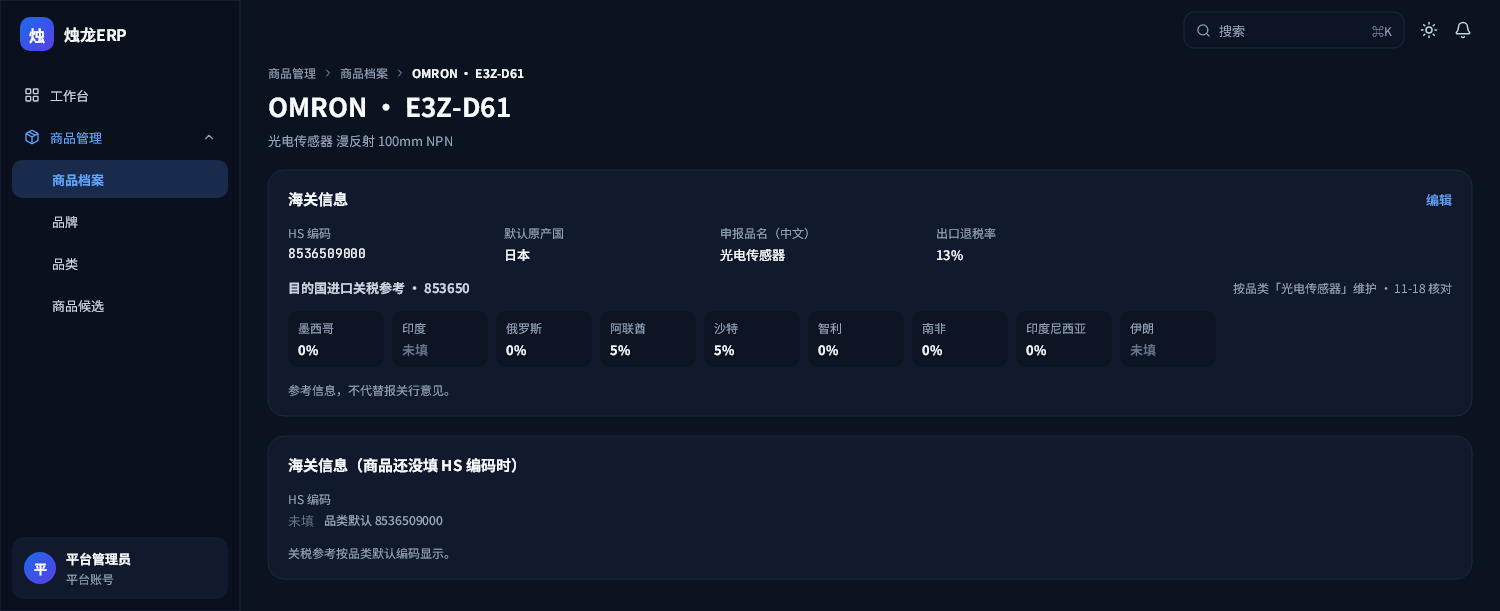 烛 烛龙ERP
搜索 ⌘K
工作台
商品管理
商品档案
品牌
品类
商品候选
平 平台管理员
平台账号
商品管理 > 商品档案 > OMRON · E3Z-D61
OMRON · E3Z-D61
光电传感器 漫反射 100mm NPN
海关信息 编辑
HS 编码 默认原产国 申报品名（中文） 出口退税率
8536509000 日本 光电传感器 13%
目的国进口关税参考 · 853650 按品类「光电传感器」维护 · 11-18 核对
墨西哥 印度 俄罗斯 阿联酋 沙特 智利 南非 印度尼西亚 伊朗
0% 未填 0% 5% 5% 0% 0% 0% 未填
参考信息，不代替报关行意见。
海关信息（商品还没填 HS 编码时）
HS 编码
未填 品类默认 8536509000
关税参考按品类默认编码显示。